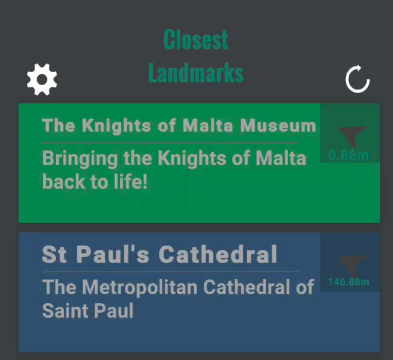 Closest
Landmarks
The Knights of Malta Museum
0.86m
Bringing the Knights of Malta
back to life!
St Paul's Cathedral
146.88m
The Metropolitan Cathedral of
Saint Paul